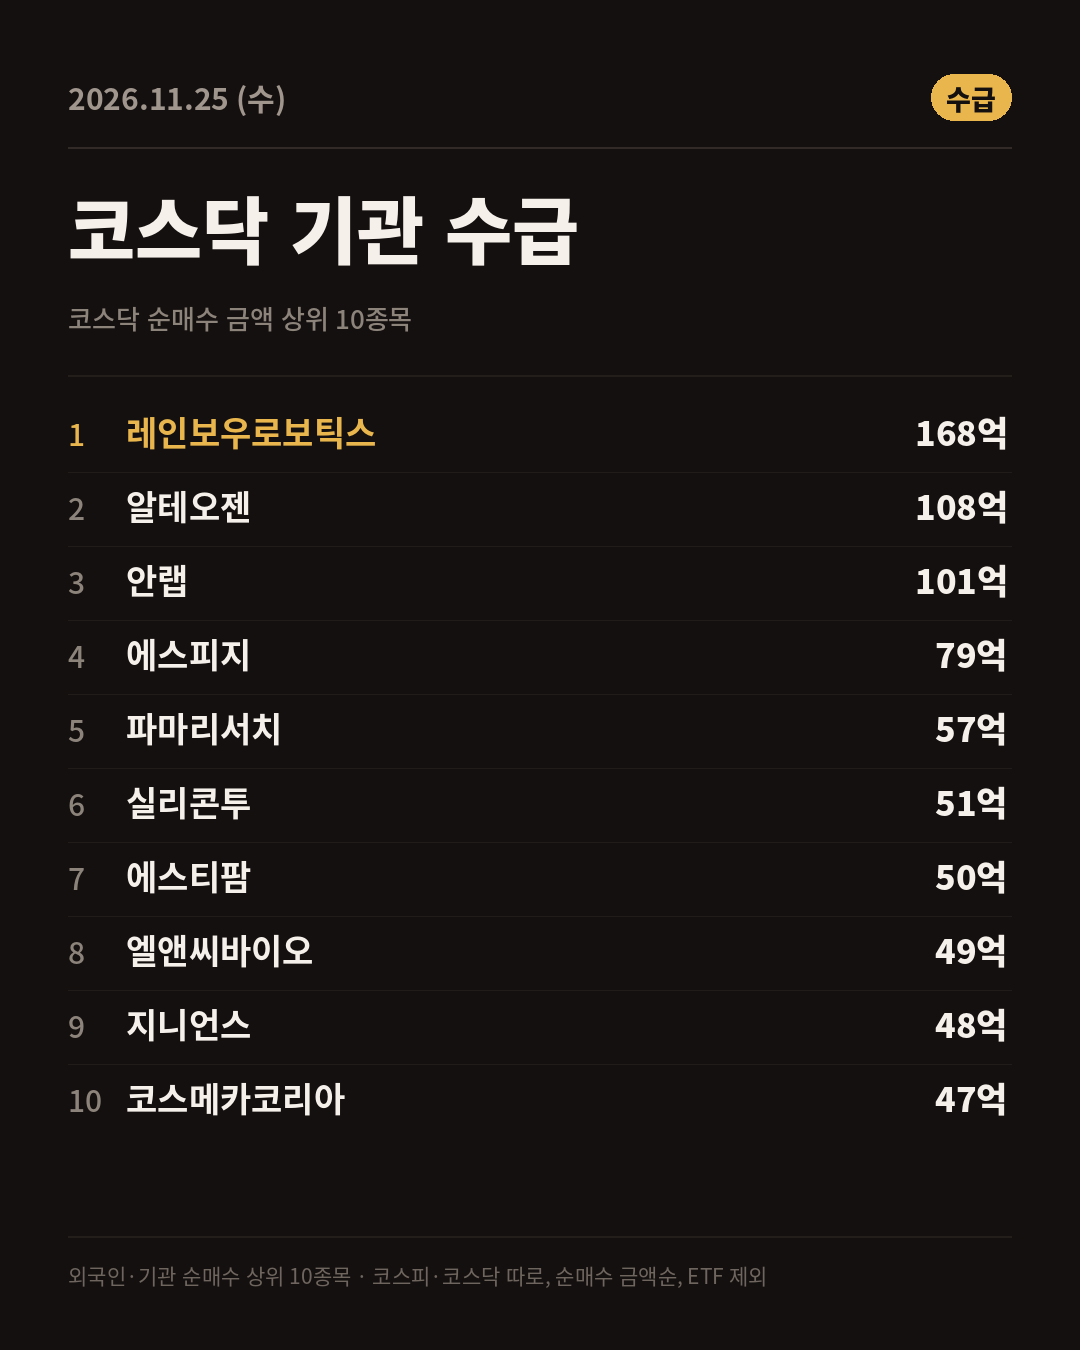 2026.11.25 (수)
수급
코스닥 기관 수급
코스닥 순매수 금액 상위 10종목
1 레인보우로보틱스 168억
2 알테오젠 108억
3 안랩 101억
4 에스피지 79억
5 파마리서치 57억
6 실리콘투 51억
7 에스티팜 50억
8 엘앤씨바이오 49억
9 지니언스 48억
10 코스메카코리아 47억
외국인·기관 순매수 상위 10종목 · 코스피·코스닥 따로, 순매수 금액순, ETF 제외